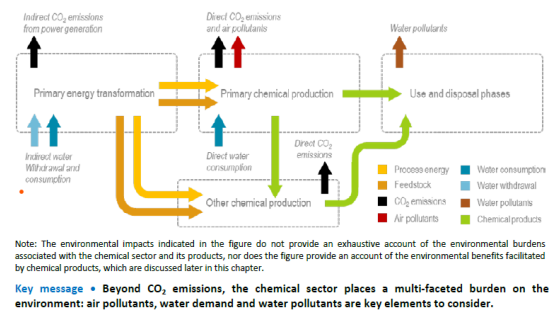 Indirect CO2 emissions
from power generation
Direct CO2 emissions
and air pollutants
Water pollutants
Primary energy transformation
Primary chemical production
Use and disposal phases
Indirect water
Withdrawal and
consumption
Direct water
consumption
Direct CO2
emissions
Other chemical production
Process energy
Feedstock
CO2 emissions
Air pollutants
Water consumption
Water withdrawal
Water pollutants
Chemical products
Note: The environmental impacts indicated in the figure do not provide an exhaustive account of the environmental burdens
associated with the chemical sector and its products, nor does the figure provide an account of the environmental benefits facilitated
by chemical products, which are discussed later in this chapter.
Key message • Beyond CO2 emissions, the chemical sector places a multi-faceted burden on the
environment: air pollutants, water demand and water pollutants are key elements to consider.